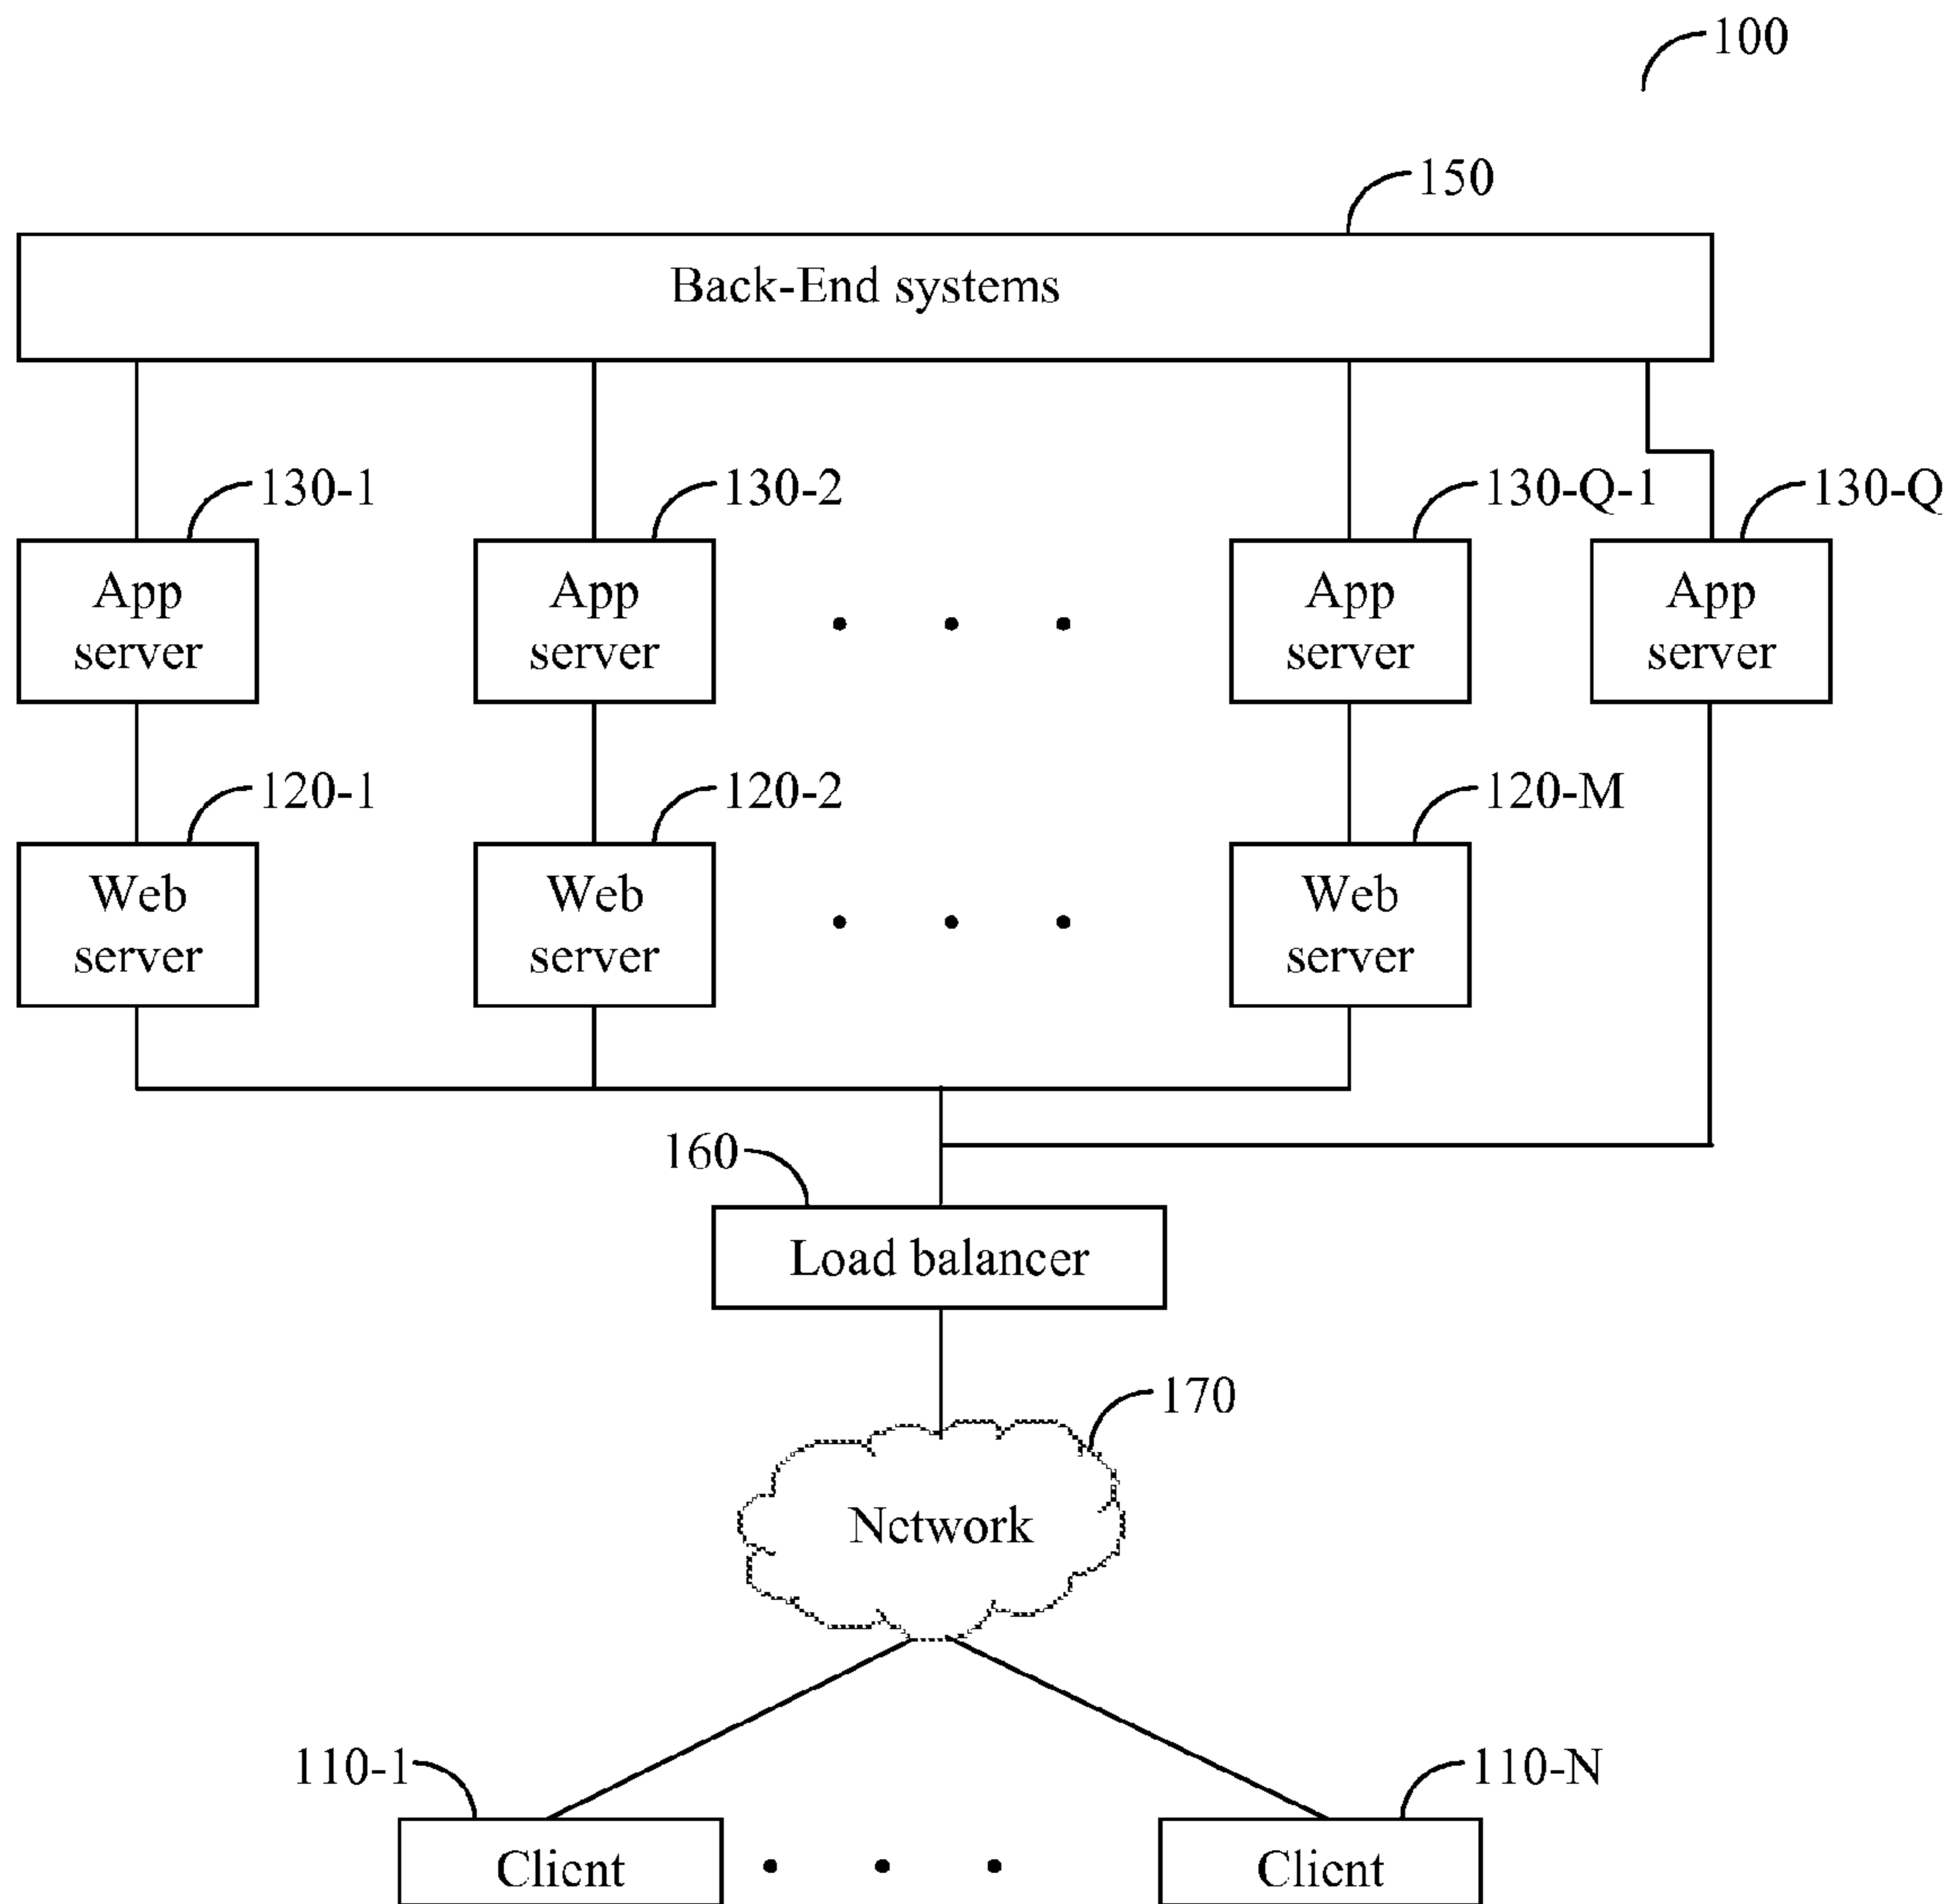 100
150
Back-End systems
130-1
130-2
130-Q-1
130-Q
App
server
App
server
App
server
App
server
120-1
120-2
120-M
Web
server
Web
server
Web
server
160
Load balancer
170
Network
110-1
110-N
Client
Client